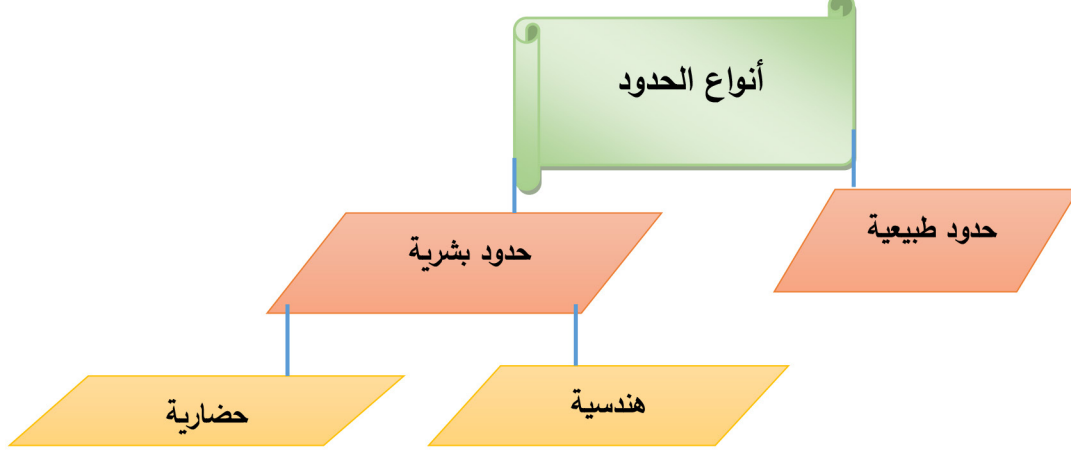 أنواع الحدود
حدود طبيعية
حدود بشرية
هندسية
حضارية